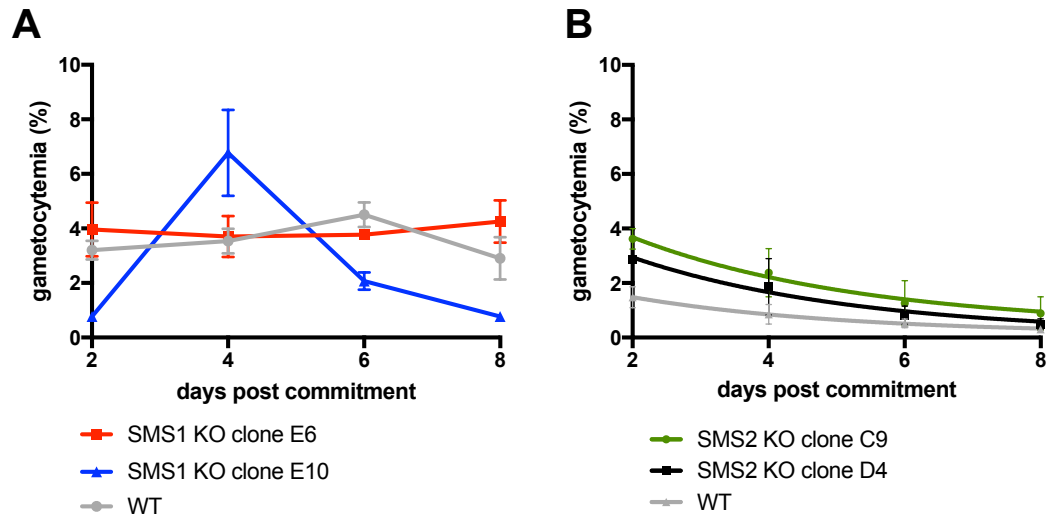 A
10
8
6
4
2
0
gametocytemia (%)
2 4 6 8
days post commitment
SMS1 KO clone E6
SMS1 KO clone E10
WT
B
10
8
6
4
2
0
gametocytemia (%)
2 4 6 8
days post commitment
SMS2 KO clone C9
SMS2 KO clone D4
WT